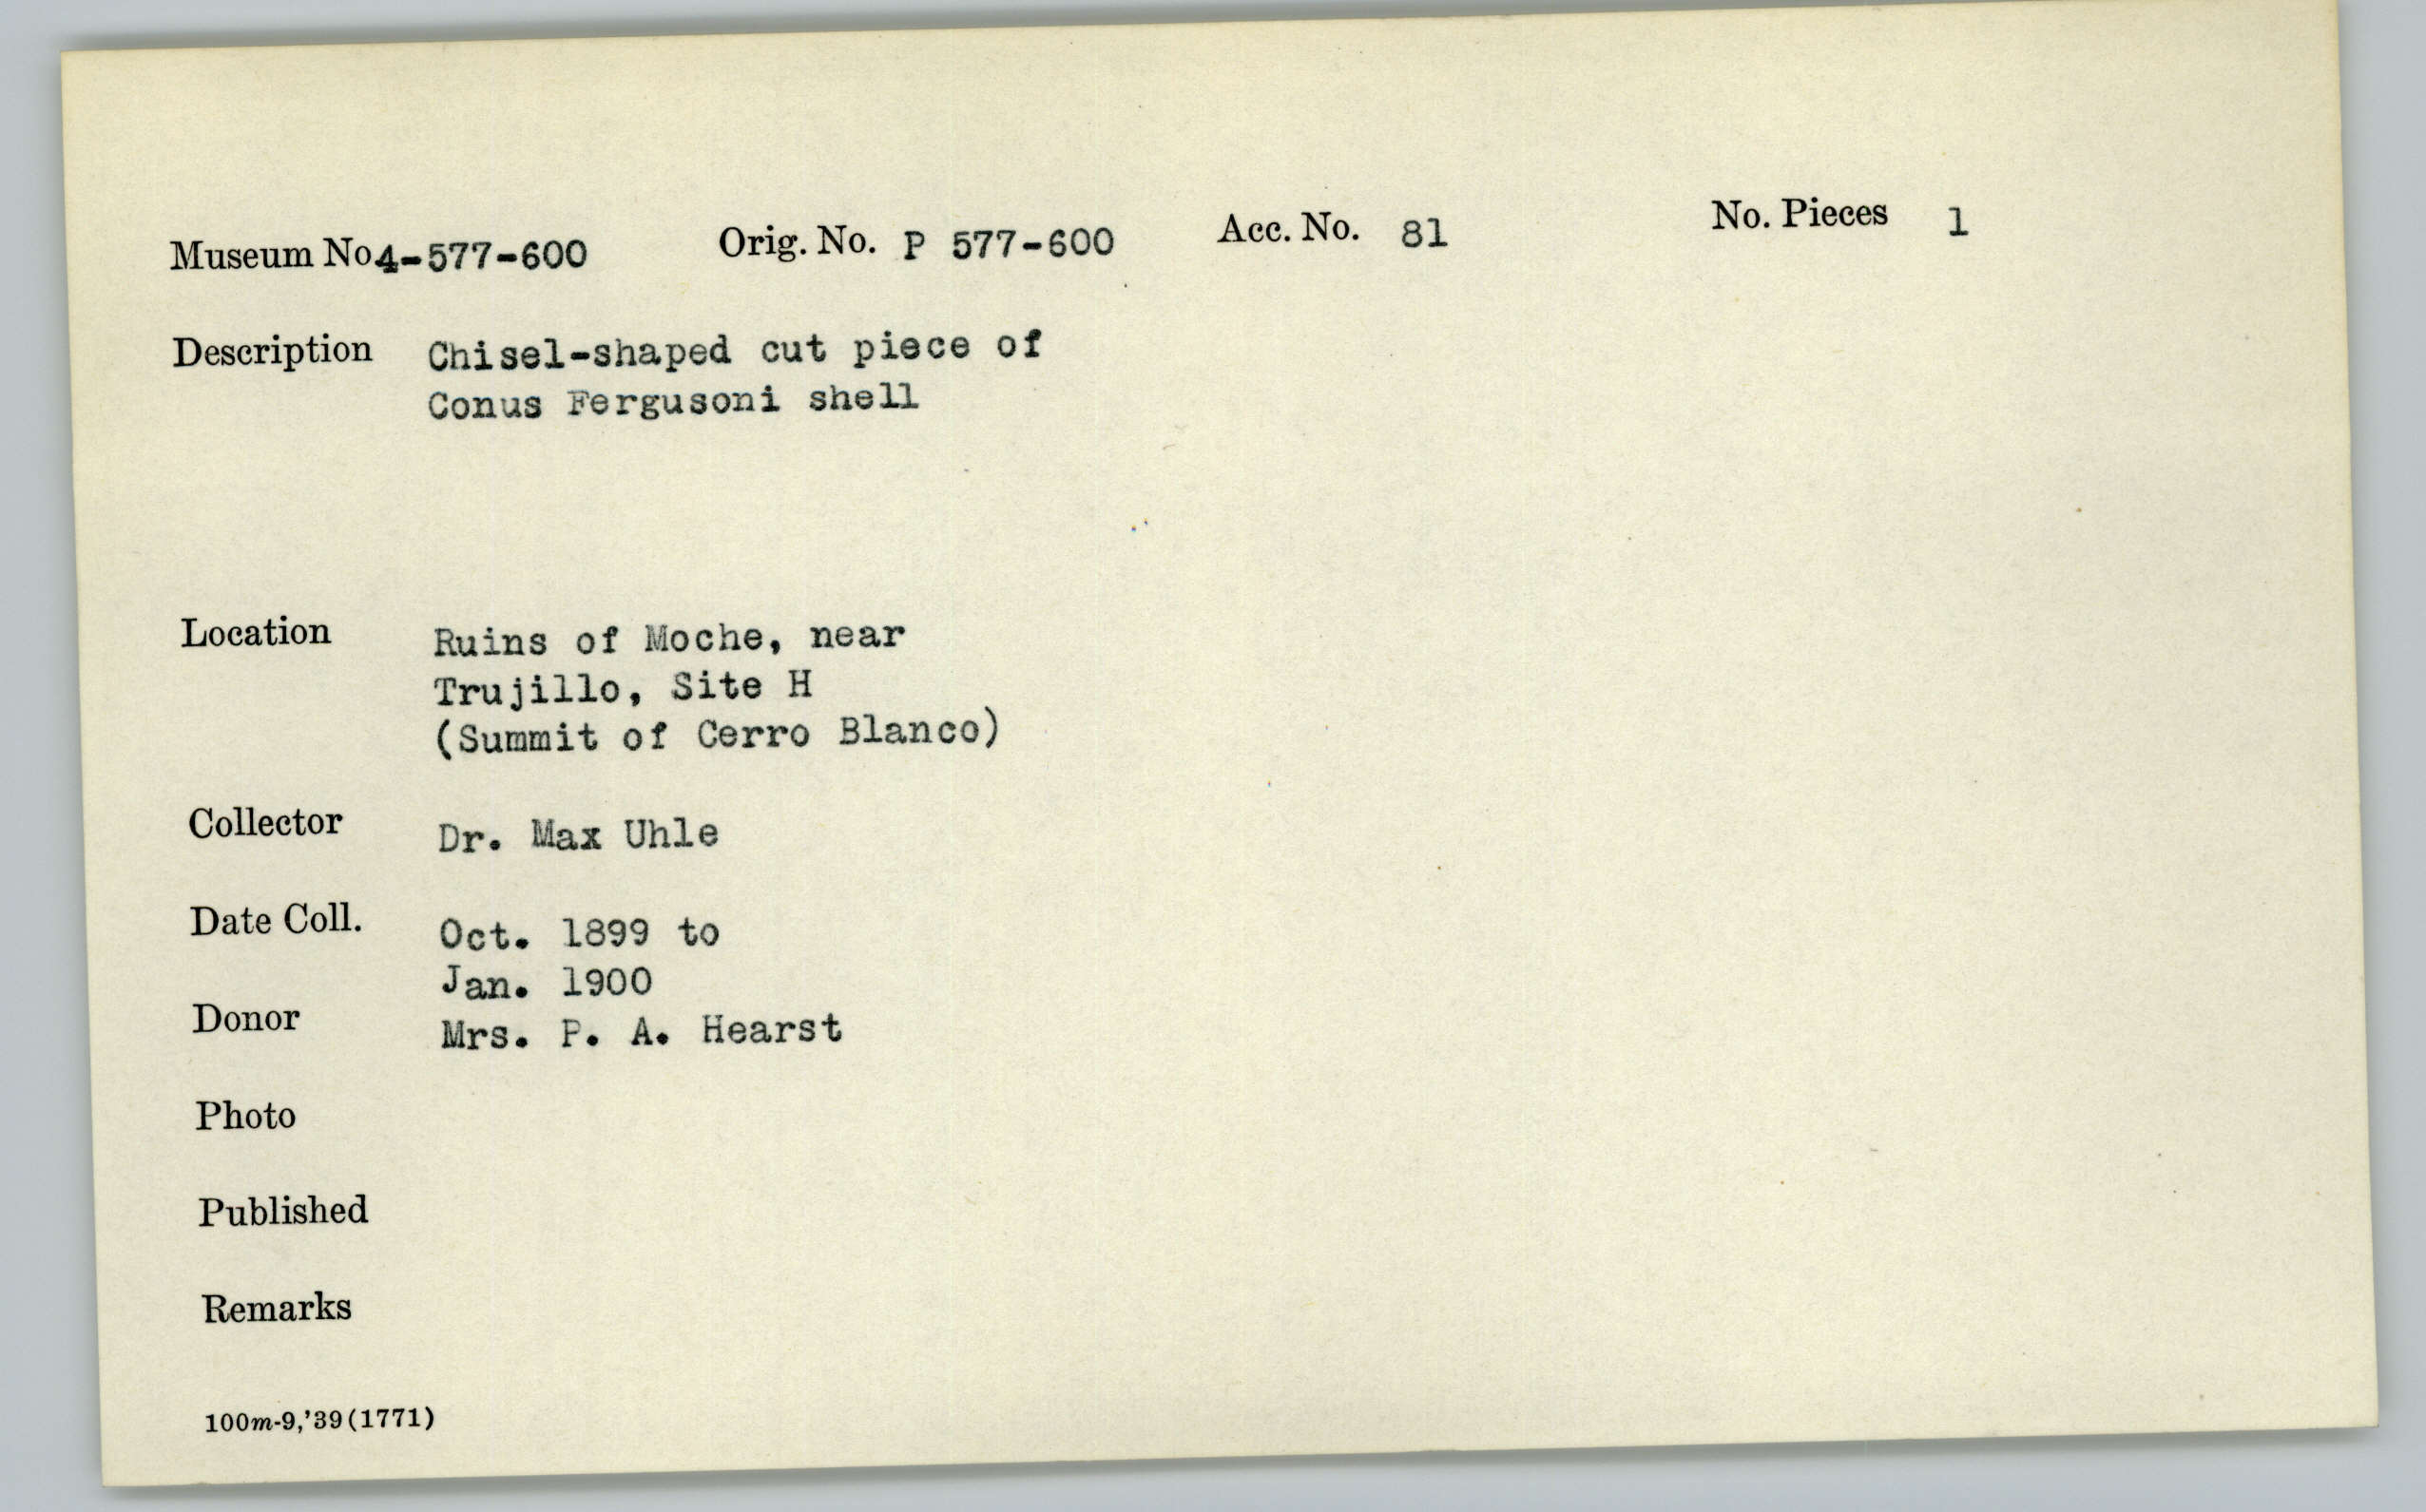 Museum No4-577-600 Orig. No. P 577-600 Acc. No. 81 No. Pieces 1
Description Chisel-shaped cut piece of
Conus Fergusoni shell
Location Ruins of Moche, near
Trujillo, Site H
(Summit of Cerro Blanco)
Collector Dr. Max Uhle
Date Coll. Oct. 1899 to
Jan. 1900
Donor Mrs. P. A. Hearst
Photo
Published
Remarks
100m-9,'39(1771)